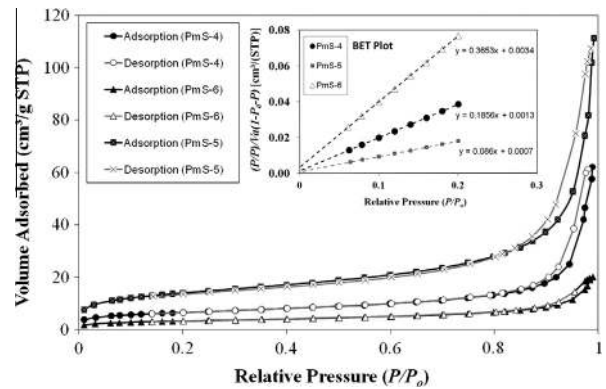 120
100
80
60
40
20
0
Volume Adsorbed (cm³/g STP)
Adsorption (PmS-4)
Desorption (PmS-4)
Adsorption (PmS-6)
Desorption (PmS-6)
Adsorption (PmS-5)
Desorption (PmS-5)
0.08
0.06
0.04
0.02
0.00
PmS-4
PmS-5
PmS-6
BET Plot
y = 0.3653x + 0.0034
y = 0.1856x + 0.0013
y = 0.086x + 0.0007
0 0.1 0.2 0.3
Relative Pressure (P/Pₒ)
0 0.2 0.4 0.6 0.8 1
Relative Pressure (P/Pₒ)